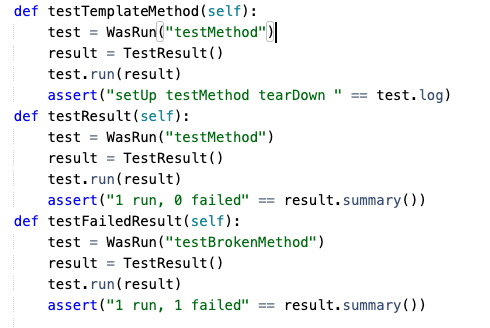 def testTemplateMethod(self):
    test = WasRun("testMethod")
    result = TestResult()
    test.run(result)
    assert("setUp testMethod tearDown " == test.log)
def testResult(self):
    test = WasRun("testMethod")
    result = TestResult()
    test.run(result)
    assert("1 run, 0 failed" == result.summary())
def testFailedResult(self):
    test = WasRun("testBrokenMethod")
    result = TestResult()
    test.run(result)
    assert("1 run, 1 failed" == result.summary())